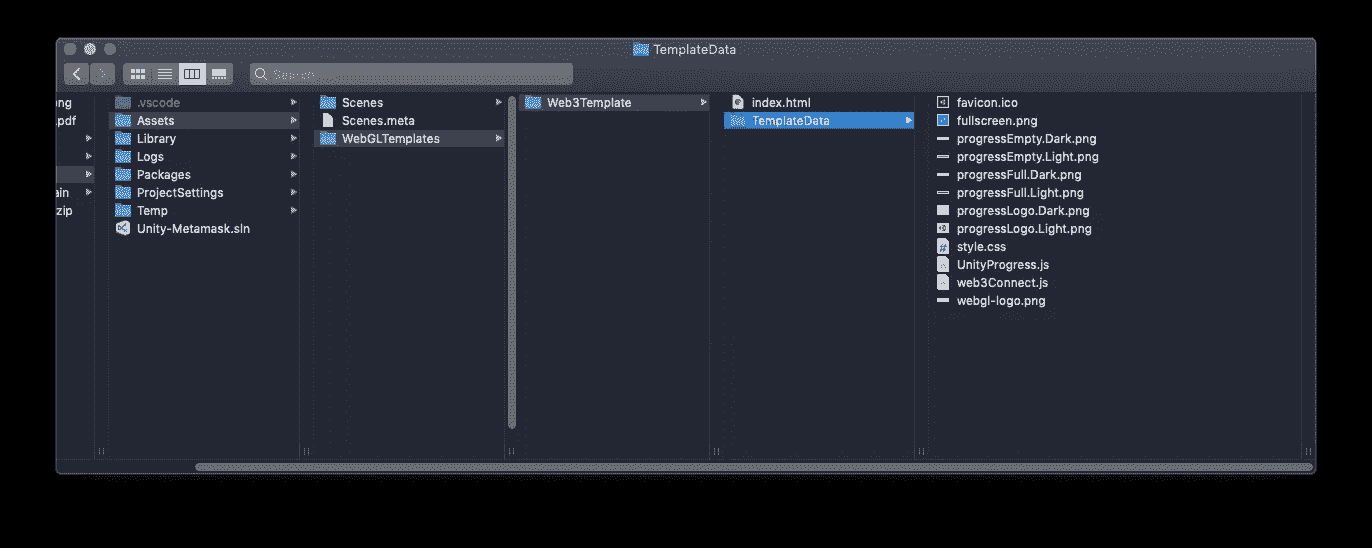 TemplateData
Search
ng
.pdf
ain
zip
.vscode
Assets
Library
Logs
Packages
ProjectSettings
Temp
Unity-Metamask.sln
Scenes
Scenes.meta
WebGLTemplates
Web3Template
index.html
TemplateData
favicon.ico
fullscreen.png
progressEmpty.Dark.png
progressEmpty.Light.png
progressFull.Dark.png
progressFull.Light.png
progressLogo.Dark.png
progressLogo.Light.png
style.css
UnityProgress.js
web3Connect.js
webgl-logo.png